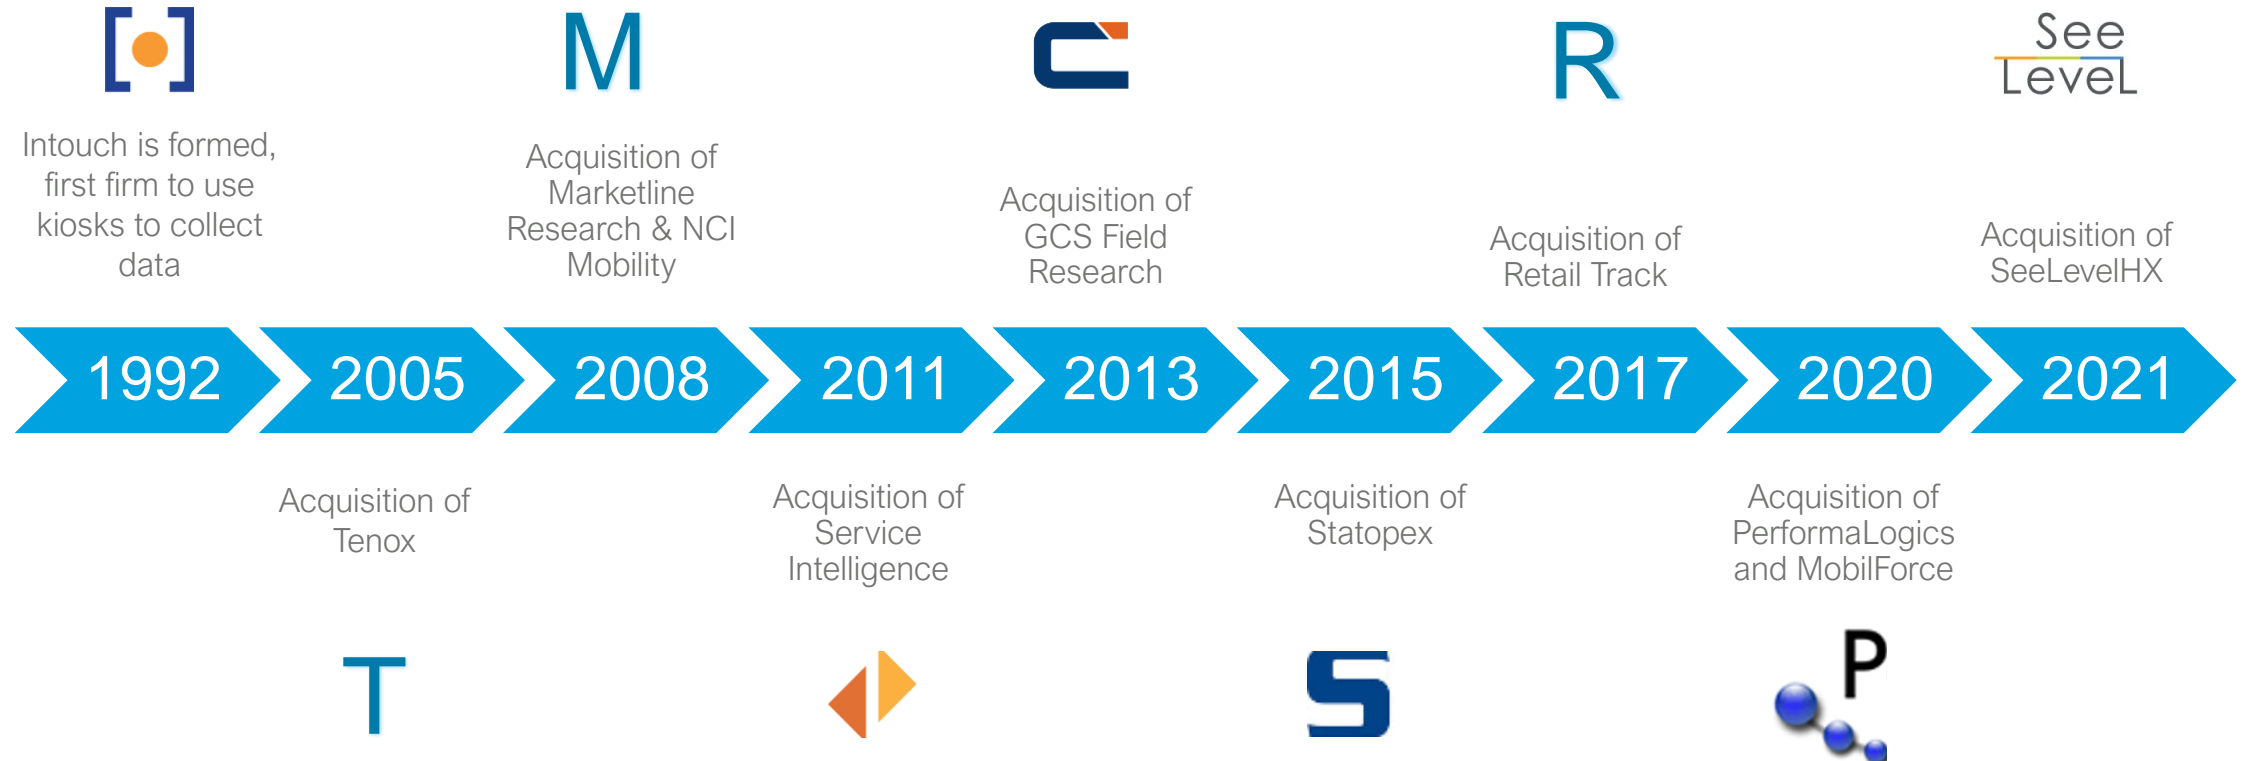 M
R
See
Level
Intouch is formed,
first firm to use
kiosks to collect
data
Acquisition of
Marketline
Research & NCI
Mobility
Acquisition of
GCS Field
Research
Acquisition of
Retail Track
Acquisition of
SeeLevelHX
1992
2005
2008
2011
2013
2015
2017
2020
2021
Acquisition of
Tenox
Acquisition of
Service
Intelligence
Acquisition of
Statopex
Acquisition of
PerformaLogics
and MobilForce
T
S
P